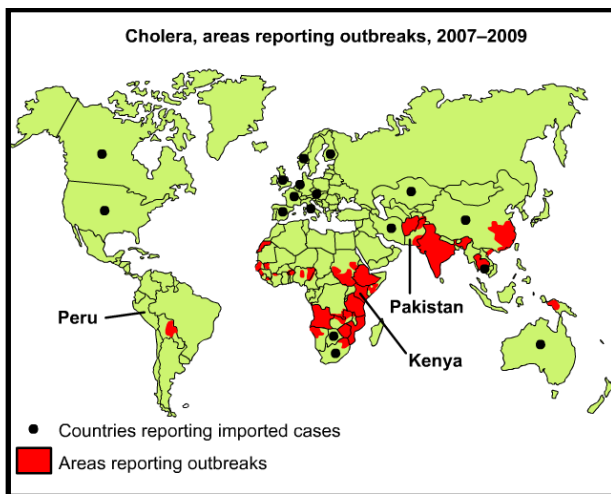 Cholera, areas reporting outbreaks, 2007–2009
Peru
Pakistan
Kenya
Countries reporting imported cases
Areas reporting outbreaks